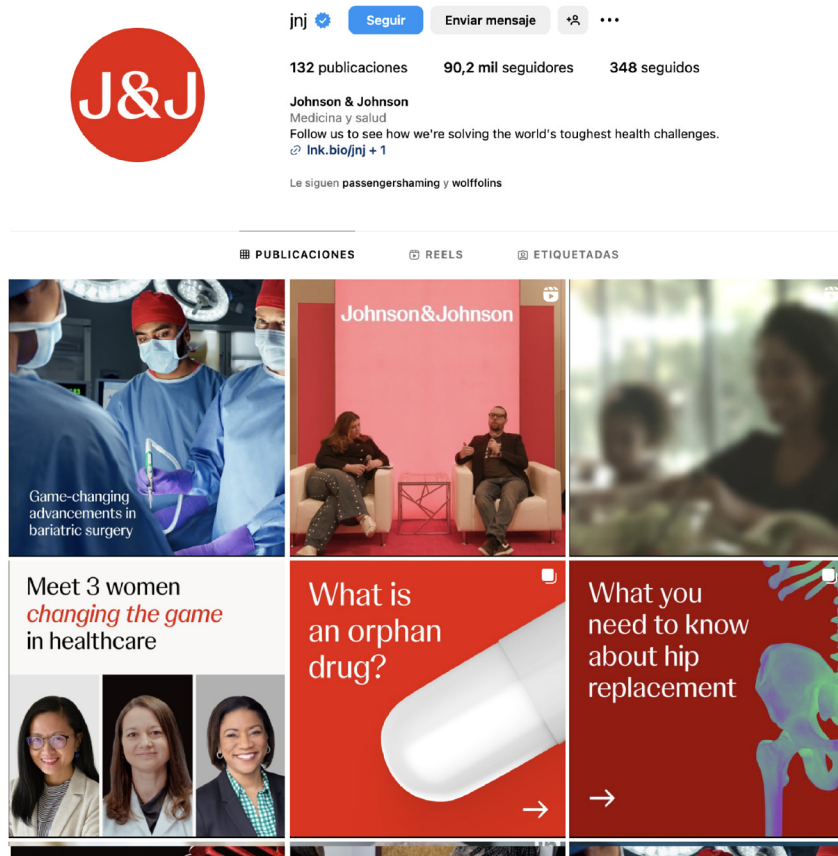 jnj Seguir Enviar mensaje
132 publicaciones 90,2 mil seguidores 348 seguidos
J&J
Johnson & Johnson
Medicina y salud
Follow us to see how we're solving the world's toughest health challenges.
lnk.bio/jnj + 1
Le siguen passengershaming y wolffolins
PUBLICACIONES REELS ETIQUETADAS
Game-changing
advancements in
bariatric surgery
Johnson&Johnson
Meet 3 women
changing the game
in healthcare
What is
an orphan
drug?
What you
need to know
about hip
replacement